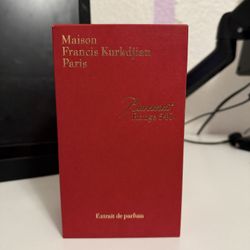 Maison
Francis Kurkdjian
Paris
Baccarat
Rouge 540
Extrait de parfum